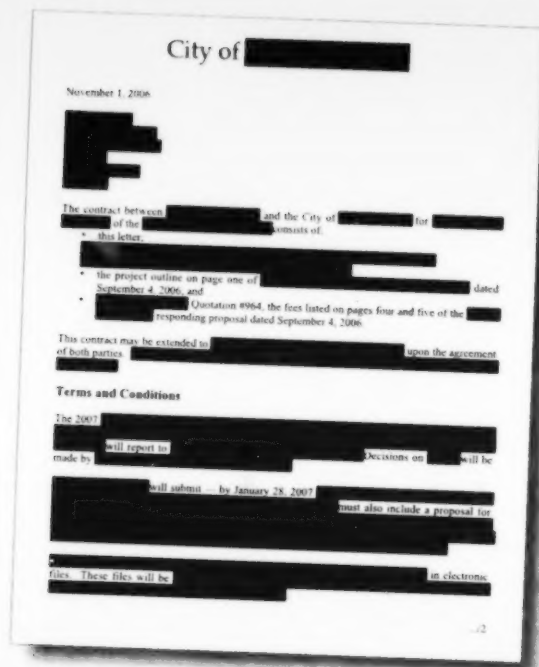 City of
November 1, 2006
The contract between and the City of for
of the consists of:
• this letter,
• the project outline on page one of dated
September 4, 2006, and
• Quotation #964, the fees listed on pages four and five of the
responding proposal dated September 4, 2006
This contract may be extended to upon the agreement
of both parties
Terms and Conditions
The 2007
will report to Decisions on will be
made by
will submit — by January 28, 2007
must also include a proposal for
in electronic
files. These files will be
.../2